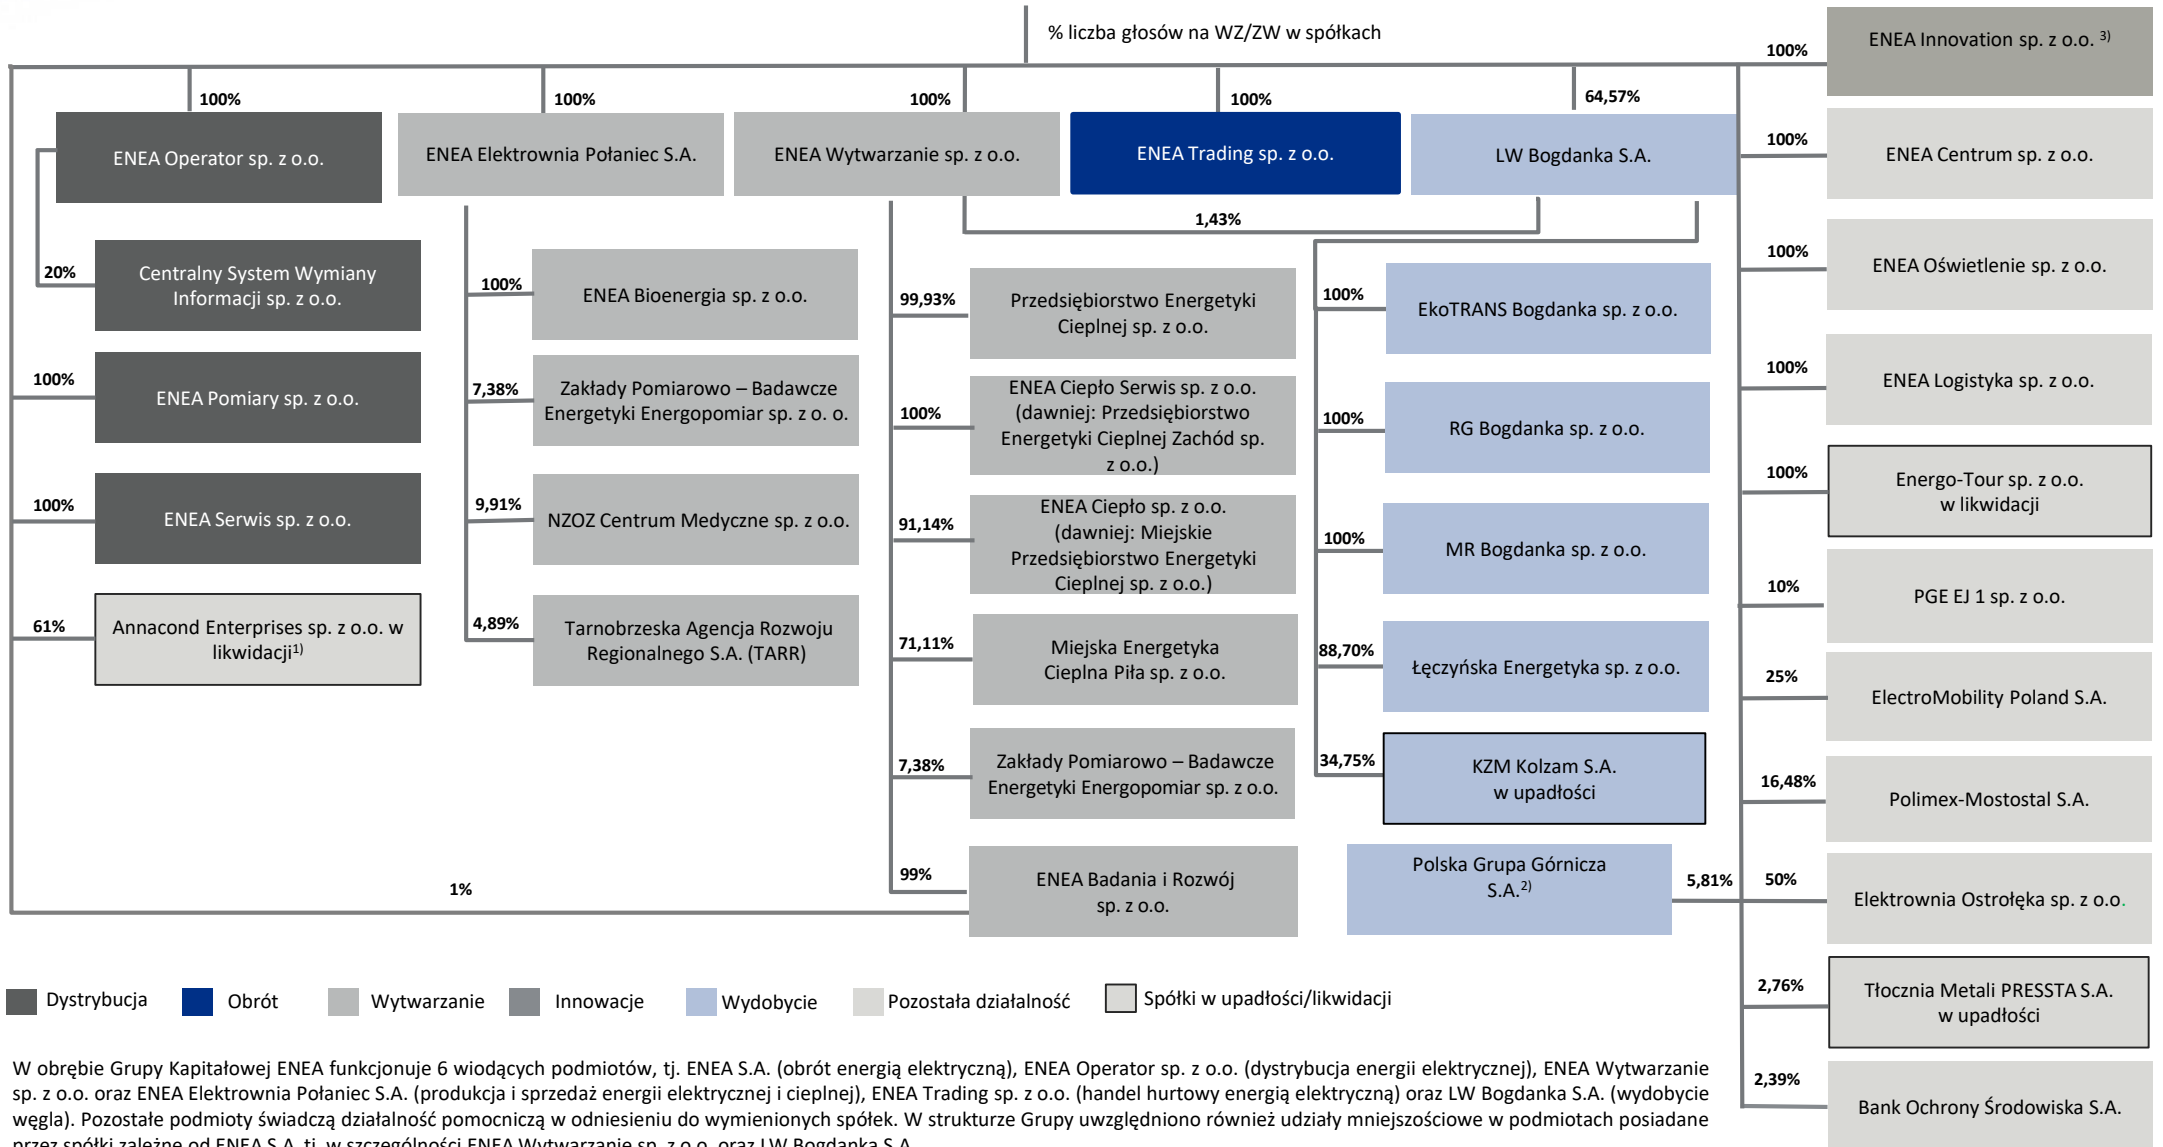 % liczba głosów na WZ/ZW w spółkach
100%
ENEA Innovation sp. z o.o. 3)
100%
ENEA Operator sp. z o.o.
100%
ENEA Elektrownia Połaniec S.A.
100%
ENEA Wytwarzanie sp. z o.o.
100%
ENEA Trading sp. z o.o.
64,57%
LW Bogdanka S.A.
1,43%
20%
Centralny System Wymiany
Informacji sp. z o.o.
100%
ENEA Pomiary sp. z o.o.
100%
ENEA Serwis sp. z o.o.
61%
Annacond Enterprises sp. z o.o. w
likwidacji1)
1%
100%
ENEA Bioenergia sp. z o.o.
7,38%
Zakłady Pomiarowo – Badawcze
Energetyki Energopomiar sp. z o. o.
9,91%
NZOZ Centrum Medyczne sp. z o.o.
4,89%
Tarnobrzeska Agencja Rozwoju
Regionalnego S.A. (TARR)
99,93%
Przedsiębiorstwo Energetyki
Cieplnej sp. z o.o.
100%
ENEA Ciepło Serwis sp. z o.o.
(dawniej: Przedsiębiorstwo
Energetyki Cieplnej Zachód sp.
z o.o.)
91,14%
ENEA Ciepło sp. z o.o.
(dawniej: Miejskie
Przedsiębiorstwo Energetyki
Cieplnej sp. z o.o.)
71,11%
Miejska Energetyka
Cieplna Piła sp. z o.o.
7,38%
Zakłady Pomiarowo – Badawcze
Energetyki Energopomiar sp. z o.o.
99%
ENEA Badania i Rozwój
sp. z o.o.
100%
EkoTRANS Bogdanka sp. z o.o.
100%
RG Bogdanka sp. z o.o.
100%
MR Bogdanka sp. z o.o.
88,70%
Łęczyńska Energetyka sp. z o.o.
34,75%
KZM Kolzam S.A.
w upadłości
Polska Grupa Górnicza
S.A.2)
5,81%
100%
ENEA Centrum sp. z o.o.
100%
ENEA Oświetlenie sp. z o.o.
100%
ENEA Logistyka sp. z o.o.
100%
Energo-Tour sp. z o.o.
w likwidacji
10%
PGE EJ 1 sp. z o.o.
25%
ElectroMobility Poland S.A.
16,48%
Polimex-Mostostal S.A.
50%
Elektrownia Ostrołęka sp. z o.o.
2,76%
Tłocznia Metali PRESSTA S.A.
w upadłości
2,39%
Bank Ochrony Środowiska S.A.
Dystrybucja
Obrót
Wytwarzanie
Innowacje
Wydobycie
Pozostała działalność
Spółki w upadłości/likwidacji
W obrębie Grupy Kapitałowej ENEA funkcjonuje 6 wiodących podmiotów, tj. ENEA S.A. (obrót energią elektryczną), ENEA Operator sp. z o.o. (dystrybucja energii elektrycznej), ENEA Wytwarzanie
sp. z o.o. oraz ENEA Elektrownia Połaniec S.A. (produkcja i sprzedaż energii elektrycznej i cieplnej), ENEA Trading sp. z o.o. (handel hurtowy energią elektryczną) oraz LW Bogdanka S.A. (wydobycie
węgla). Pozostałe podmioty świadczą działalność pomocniczą w odniesieniu do wymienionych spółek. W strukturze Grupy uwzględniono również udziały mniejszościowe w podmiotach posiadane
przez spółki zależne od ENEA S.A. tj. w szczególności ENEA Wytwarzanie sp. z o.o. oraz LW Bogdanka S.A.